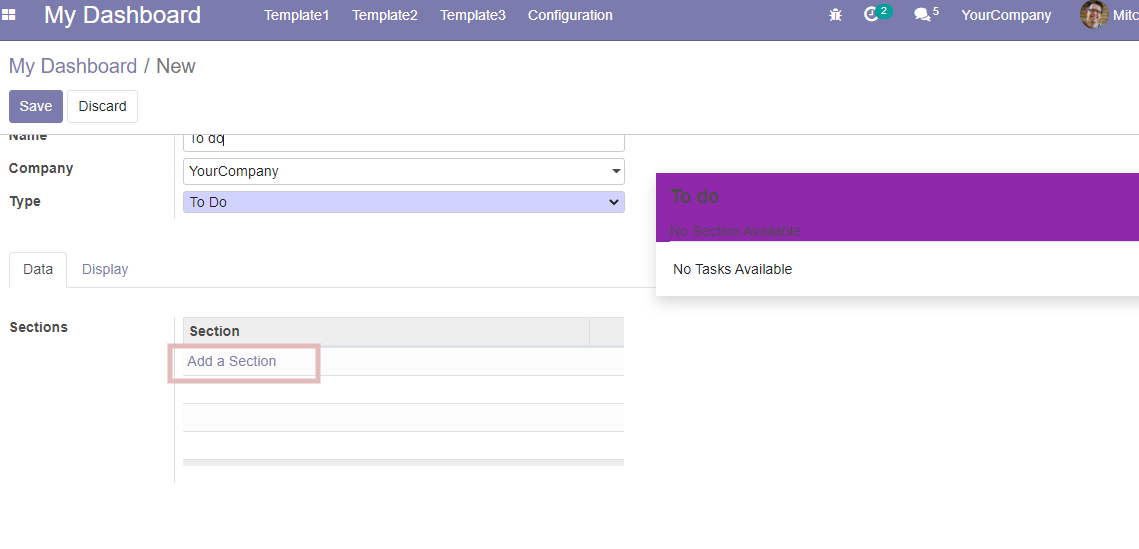 My Dashboard Template1 Template2 Template3 Configuration 2 5 YourCompany Mitc
My Dashboard / New
Save Discard
Name To do
Company YourCompany
Type To Do
To do
No Section Available
Data Display
No Tasks Available
Sections Section
Add a Section